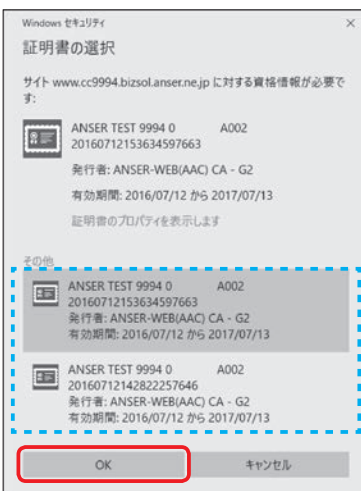 Windows セキュリティ
証明書の選択
サイト www.cc9994.bizsol.anser.ne.jp に対する資格情報が必要で
す:
ANSER TEST 9994 0 A002
20160712153634597663
発行者: ANSER-WEB(AAC) CA - G2
有効期間: 2016/07/12 から 2017/07/13
証明書のプロパティを表示します
その他
ANSER TEST 9994 0 A002
20160712153634597663
発行者: ANSER-WEB(AAC) CA - G2
有効期間: 2016/07/12 から 2017/07/13
ANSER TEST 9994 0 A002
20160712142822257646
発行者: ANSER-WEB(AAC) CA - G2
有効期間: 2016/07/12 から 2017/07/13
OK キャンセル